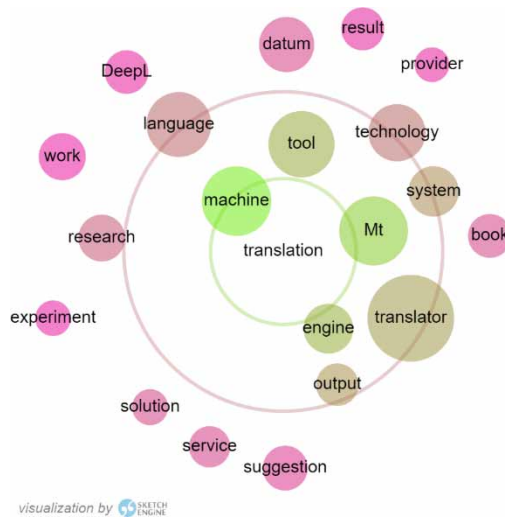 result
datum
DeepL
provider
language
technology
tool
work
system
machine
Mt
book
research
translation
experiment
translator
engine
output
solution
service
suggestion
visualization by SKETCH
ENGINE